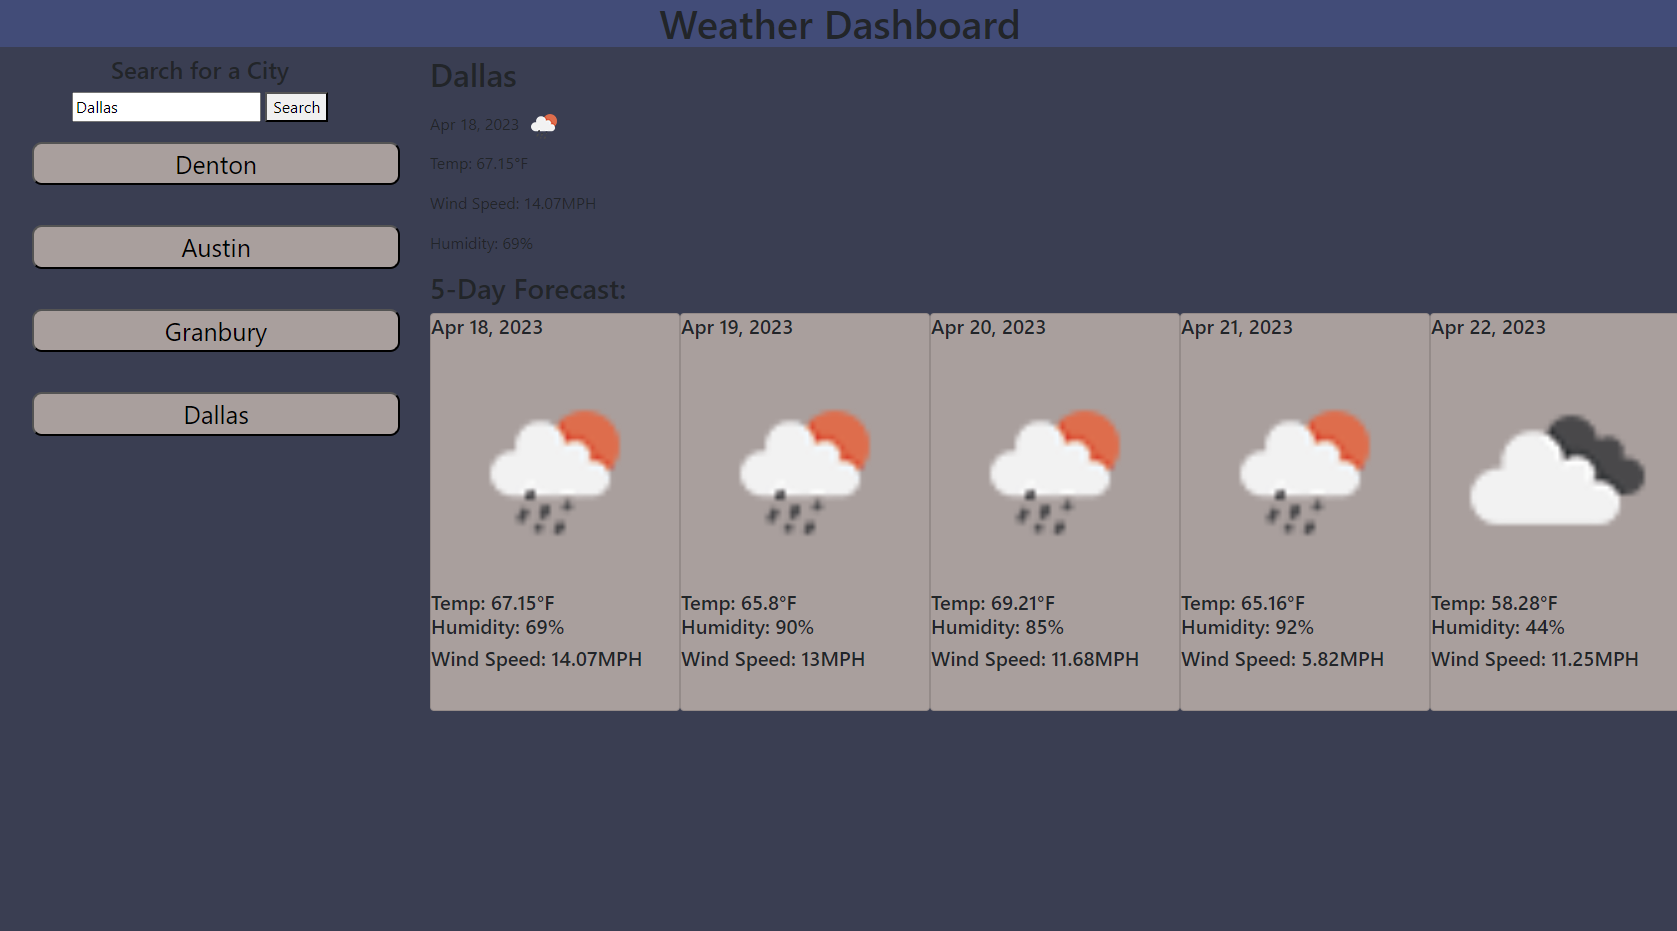 Weather Dashboard
Search for a City
Dallas
Search
Denton
Austin
Granbury
Dallas
Dallas
Apr 18, 2023
Temp: 67.15°F
Wind Speed: 14.07MPH
Humidity: 69%
5-Day Forecast:
Apr 18, 2023
Temp: 67.15°F
Humidity: 69%
Wind Speed: 14.07MPH
Apr 19, 2023
Temp: 65.8°F
Humidity: 90%
Wind Speed: 13MPH
Apr 20, 2023
Temp: 69.21°F
Humidity: 85%
Wind Speed: 11.68MPH
Apr 21, 2023
Temp: 65.16°F
Humidity: 92%
Wind Speed: 5.82MPH
Apr 22, 2023
Temp: 58.28°F
Humidity: 44%
Wind Speed: 11.25MPH